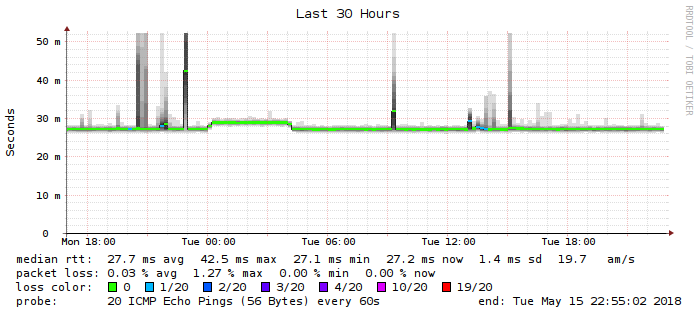 Last 30 Hours
RRDTOOL / TOBI OETIKER
Seconds
50 m
40 m
30 m
20 m
10 m
0
Mon 18:00 Tue 00:00 Tue 06:00 Tue 12:00 Tue 18:00
median rtt: 27.7 ms avg 42.5 ms max 27.1 ms min 27.2 ms now 1.4 ms sd 19.7 am/s
packet loss: 0.03 % avg 1.27 % max 0.00 % min 0.00 % now
loss color: 0 1/20 2/20 3/20 4/20 10/20 19/20
probe: 20 ICMP Echo Pings (56 Bytes) every 60s end: Tue May 15 22:55:02 2018